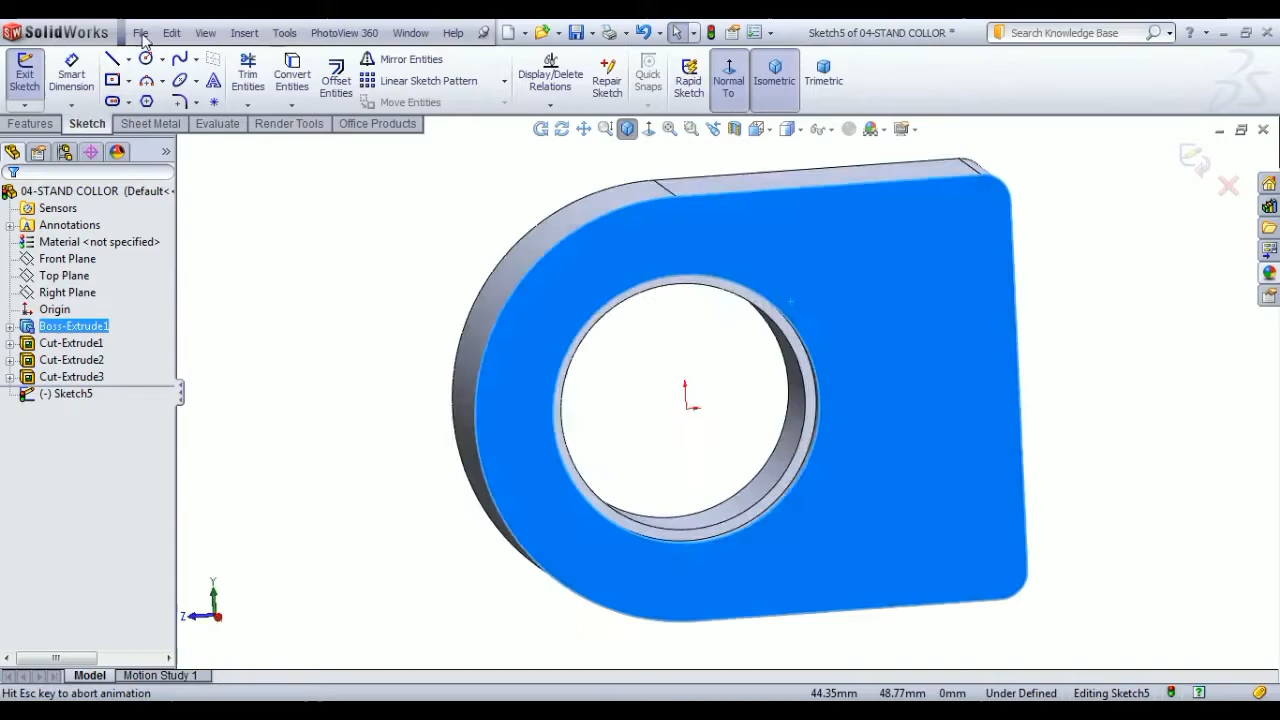 SolidWorks File Edit View Insert Tools PhotoView 360 Window Help Sketch5 of 04-STAND COLLOR * Search Knowledge Base
Exit Sketch
Smart Dimension
Trim Entities
Convert Entities
Offset Entities
Mirror Entities
Linear Sketch Pattern
Move Entities
Display/Delete Relations
Repair Sketch
Quick Snaps
Rapid Sketch
Normal To
Isometric
Trimetric
Features Sketch Sheet Metal Evaluate Render Tools Office Products
04-STAND COLLOR (Default<
Sensors
Annotations
Material <not specified>
Front Plane
Top Plane
Right Plane
Origin
Boss-Extrude1
Cut-Extrude1
Cut-Extrude2
Cut-Extrude3
(-) Sketch5
Y
Z
Model Motion Study 1
Hit Esc key to abort animation 44.35mm 48.77mm 0mm Under Defined Editing Sketch5